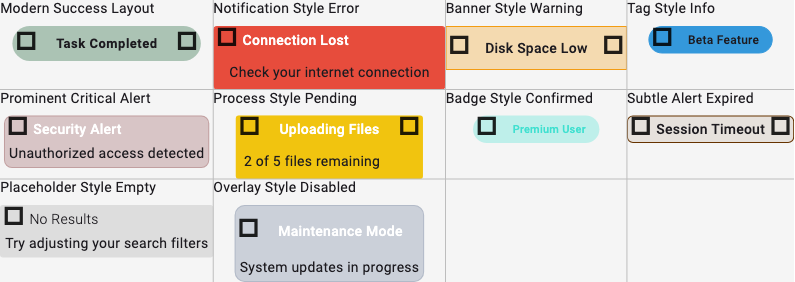 Modern Success Layout
Task Completed
Notification Style Error
Connection Lost
Check your internet connection
Banner Style Warning
Disk Space Low
Tag Style Info
Beta Feature
Prominent Critical Alert
Security Alert
Unauthorized access detected
Process Style Pending
Uploading Files
2 of 5 files remaining
Badge Style Confirmed
Premium User
Subtle Alert Expired
Session Timeout
Placeholder Style Empty
No Results
Try adjusting your search filters
Overlay Style Disabled
Maintenance Mode
System updates in progress